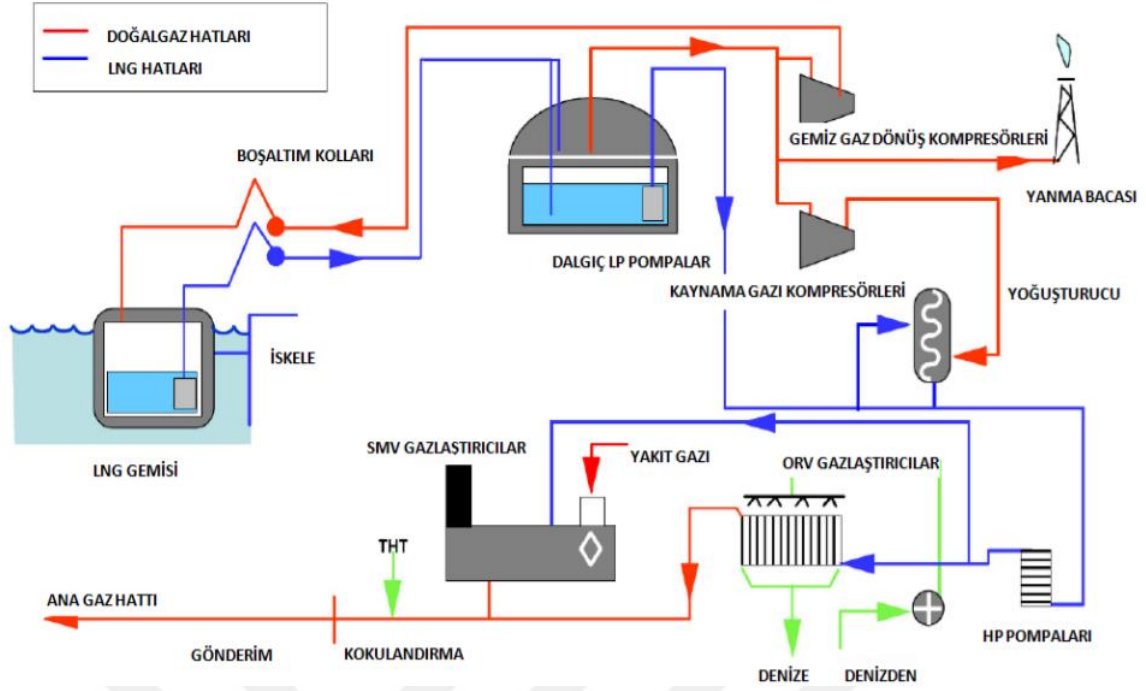 DOĞALGAZ HATLARI
LNG HATLARI
BOŞALTIM KOLLARI
GEMİZ GAZ DÖNÜŞ KOMPRESÖRLERİ
YANMA BACASI
DALGIÇ LP POMPALAR
KAYNAMA GAZI KOMPRESÖRLERİ
YOĞUŞTURUCU
İSKELE
LNG GEMİSİ
SMV GAZLAŞTIRICILAR
YAKIT GAZI
ORV GAZLAŞTIRICILAR
THT
ANA GAZ HATTI
GÖNDERİM
KOKULANDIRMA
HP POMPALARI
DENİZE
DENİZDEN